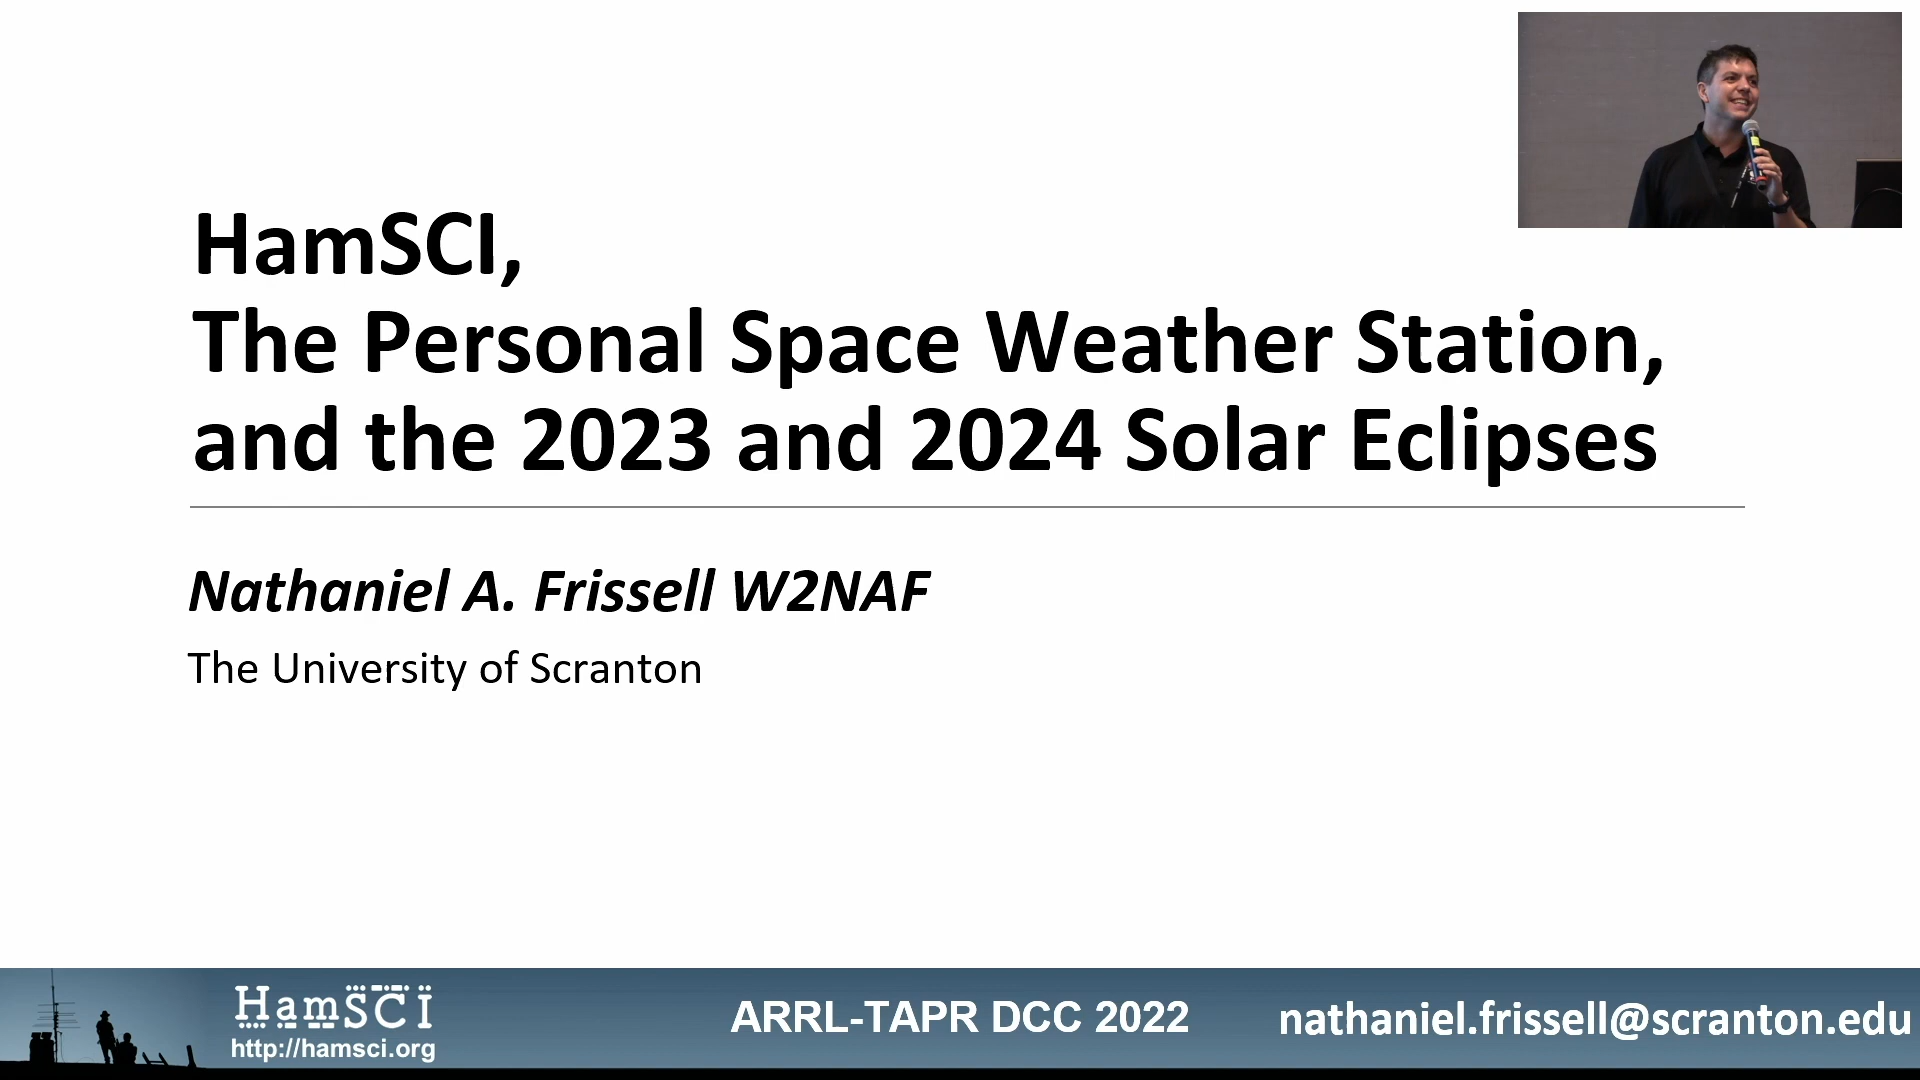 HamSCI,
The Personal Space Weather Station,
and the 2023 and 2024 Solar Eclipses
Nathaniel A. Frissell W2NAF
The University of Scranton
HamSCI
http://hamsci.org
ARRL-TAPR DCC 2022
nathaniel.frissell@scranton.edu